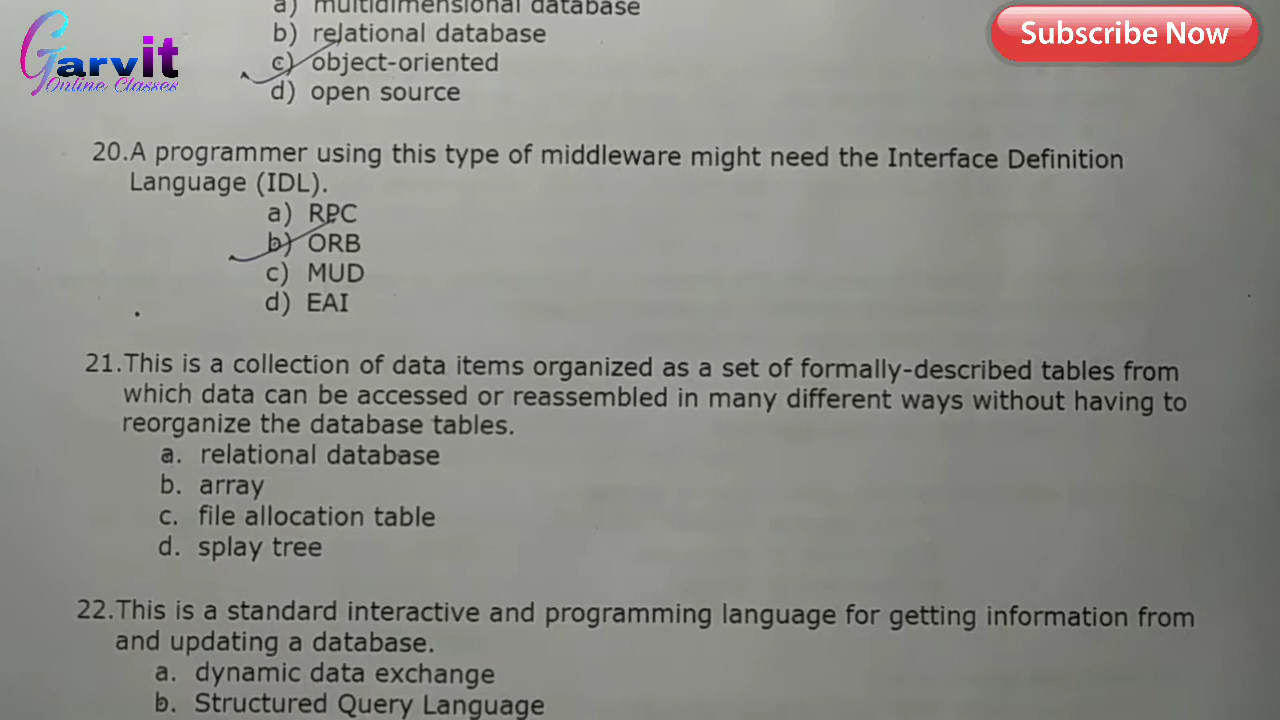 a) multidimensional database
Garvit
Online Classes
Subscribe Now
b) relational database
c) object-oriented
d) open source
20.A programmer using this type of middleware might need the Interface Definition
Language (IDL).
a) RPC
b) ORB
c) MUD
d) EAI
21.This is a collection of data items organized as a set of formally-described tables from
which data can be accessed or reassembled in many different ways without having to
reorganize the database tables.
a. relational database
b. array
c. file allocation table
d. splay tree
22.This is a standard interactive and programming language for getting information from
and updating a database.
a. dynamic data exchange
b. Structured Query Language